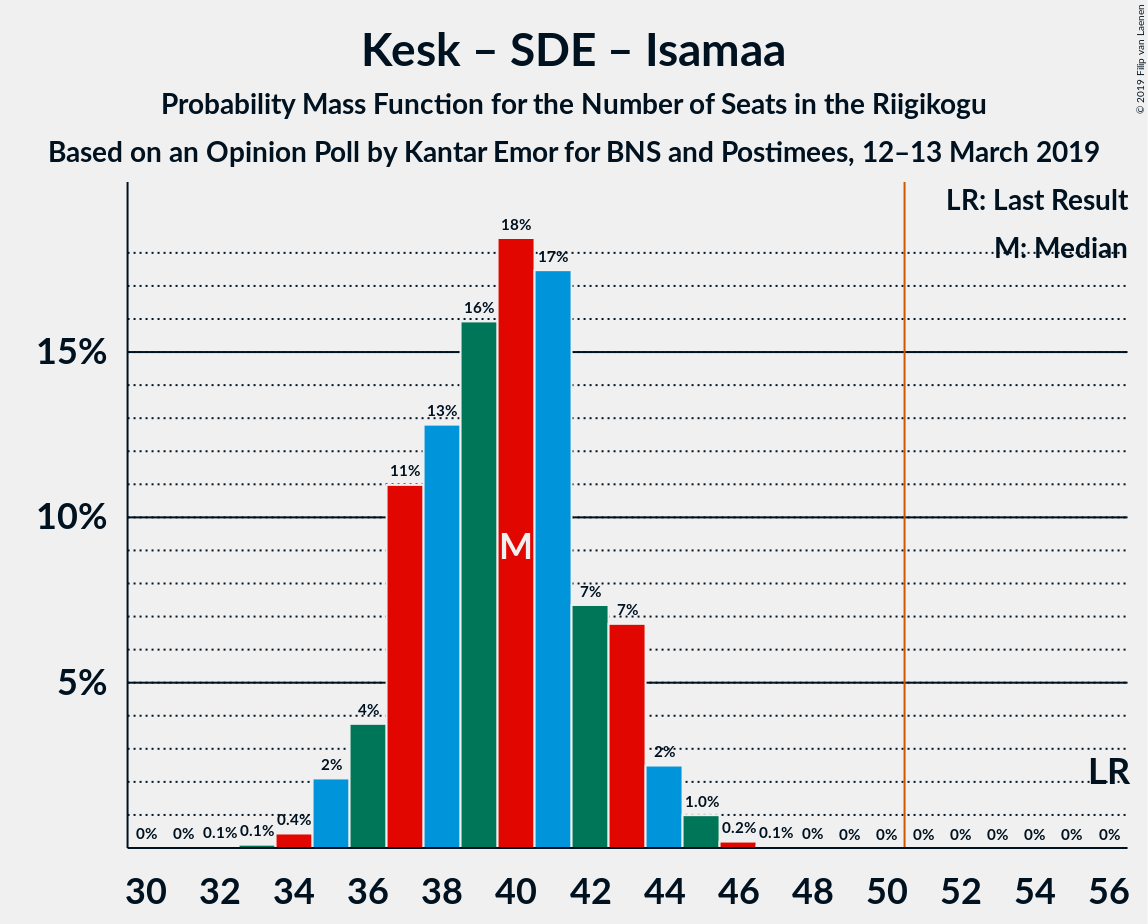 Kesk – SDE – Isamaa
Probability Mass Function for the Number of Seats in the Riigikogu
Based on an Opinion Poll by Kantar Emor for BNS and Postimees, 12–13 March 2019
© 2019 Filip van Laenen
LR: Last Result
M: Median
15%
10%
5%
0% 0% 0.1% 0.1% 0.4% 2% 4% 11% 13% 16% 18% 17% 7% 7% 2% 1.0% 0.2% 0.1% 0% 0% 0% 0% 0% 0% 0% 0% 0%
M
LR
30 32 34 36 38 40 42 44 46 48 50 52 54 56